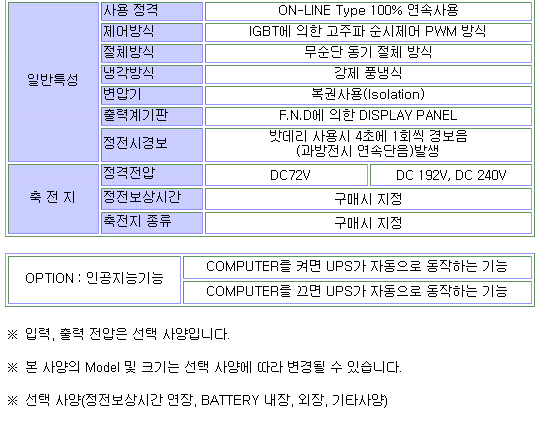 사용 정격 ON-LINE Type 100% 연속사용
제어방식 IGBT에 의한 고주파 순시제어 PWM 방식
절체방식 무순단 동기 절체 방식
일반특성 냉각방식 강제 풍냉식
변압기 복권사용(Isolation)
출력계기판 F.N.D에 의한 DISPLAY PANEL
정전시경보 밧데리 사용시 4초에 1회씩 경보음
(과방전시 연속단음)발생
정격전압 DC72V DC 192V, DC 240V
축 전 지 정전보상시간 구매시 지정
축전지 종류 구매시 지정
OPTION : 인공지능기능 COMPUTER를 켜면 UPS가 자동으로 동작하는 기능
COMPUTER를 끄면 UPS가 자동으로 동작하는 기능
※ 입력, 출력 전압은 선택 사양입니다.
※ 본 사양의 Model 및 크기는 선택 사양에 따라 변경될 수 있습니다.
※ 선택 사양(정전보상시간 연장, BATTERY 내장, 외장, 기타사양)